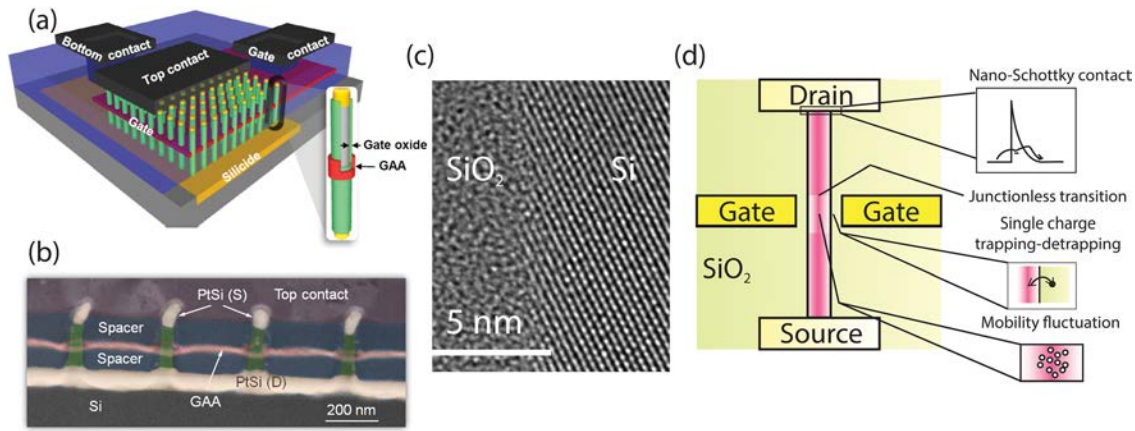 (a)
Bottom contact
Gate contact
Top contact
Gate
Silicide
Gate oxide
GAA
(b)
PtSi (S)
Top contact
Spacer
Spacer
PtSi (D)
GAA
Si
200 nm
(c)
SiO₂
Si
5 nm
(d)
Nano-Schottky contact
Drain
Junctionless transition
Gate
Gate
Single charge
trapping-detrapping
SiO₂
Mobility fluctuation
Source